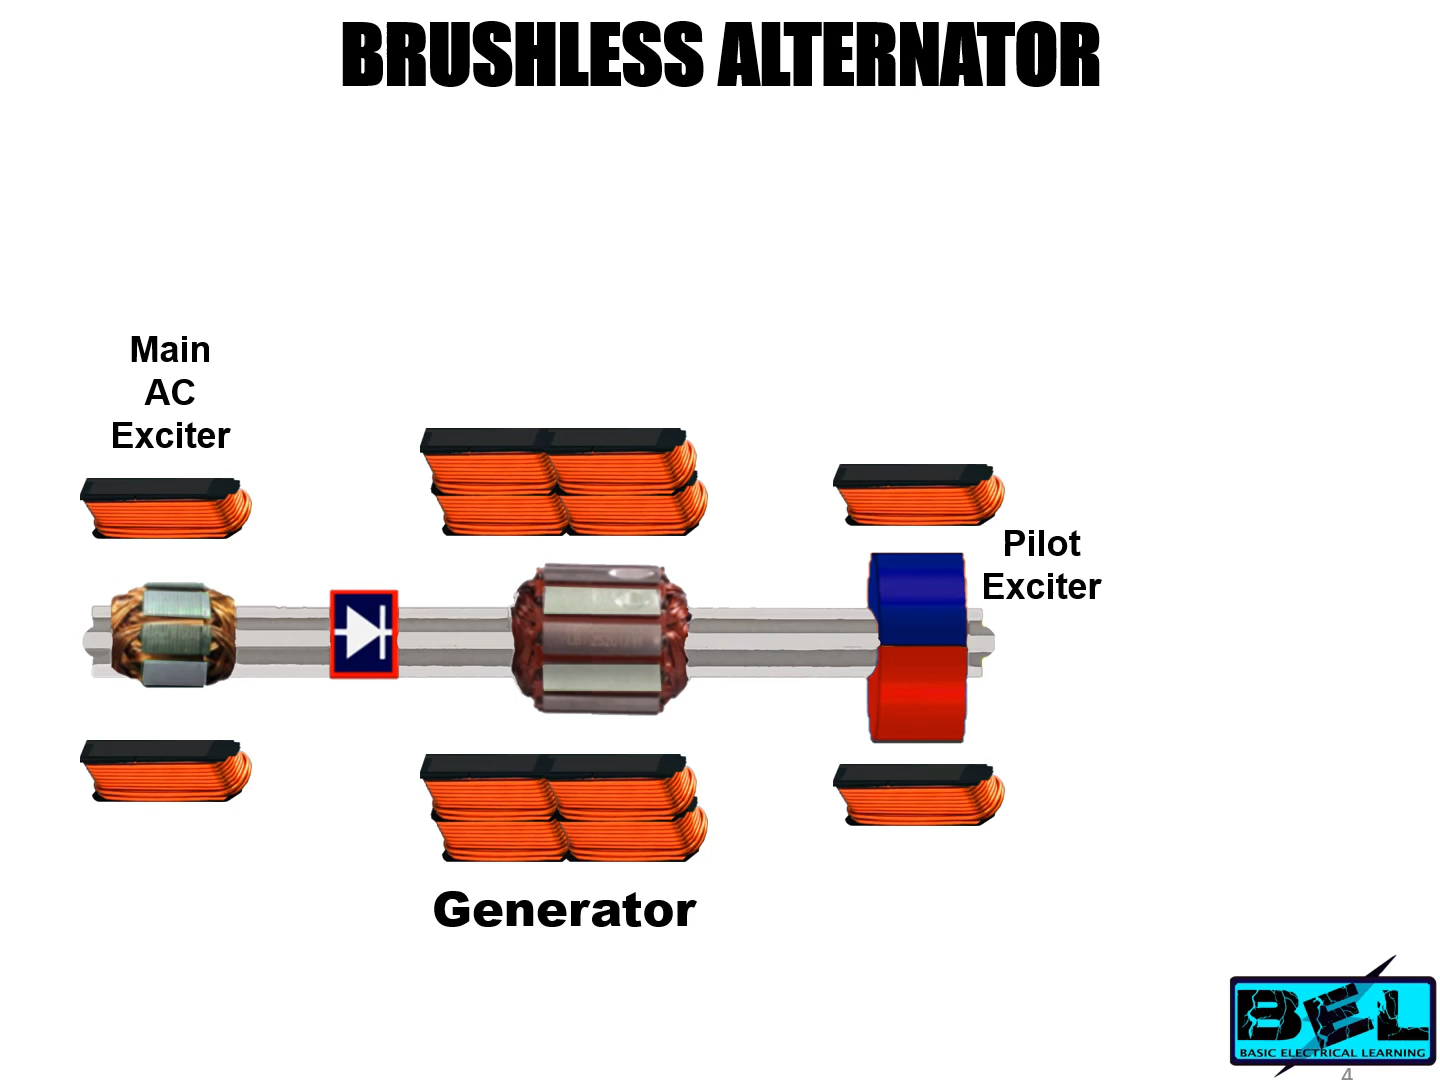 BRUSHLESS ALTERNATOR
Main
AC
Exciter
Pilot
Exciter
Generator
BEL
BASIC ELECTRICAL LEARNING
4